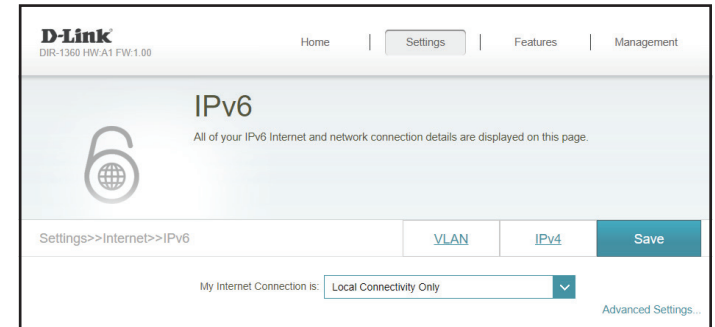 D-Link
DIR-1360 HW:A1 FW:1.00
Home | Settings | Features | Management
IPv6
All of your IPv6 Internet and network connection details are displayed on this page.
Settings>>Internet>>IPv6 VLAN IPv4 Save
My Internet Connection is: Local Connectivity Only
Advanced Settings...